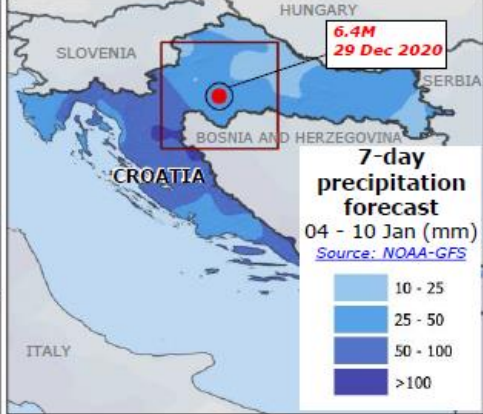 HUNGARY
6.4M
29 Dec 2020
SLOVENIA
SERBIA
BOSNIA AND HERZEGOVINA
CROATIA
7-day
precipitation
forecast
04 - 10 Jan (mm)
Source: NOAA-GFS
10 - 25
25 - 50
50 - 100
>100
ITALY